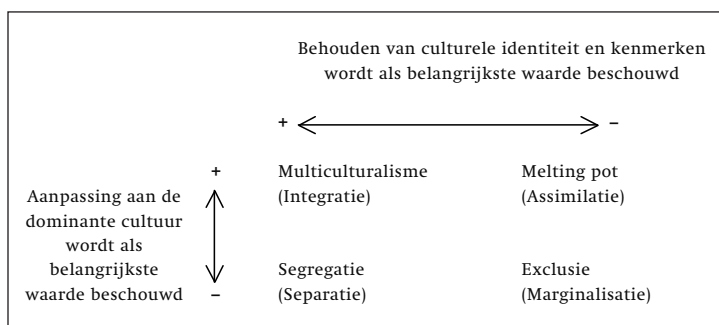 Behouden van culturele identiteit en kenmerken
wordt als belangrijkste waarde beschouwd
+ −
+ Multiculturalisme Melting pot
(Integratie) (Assimilatie)
Aanpassing aan de
dominante cultuur
wordt als
belangrijkste Segregatie Exclusie
waarde beschouwd − (Separatie) (Marginalisatie)